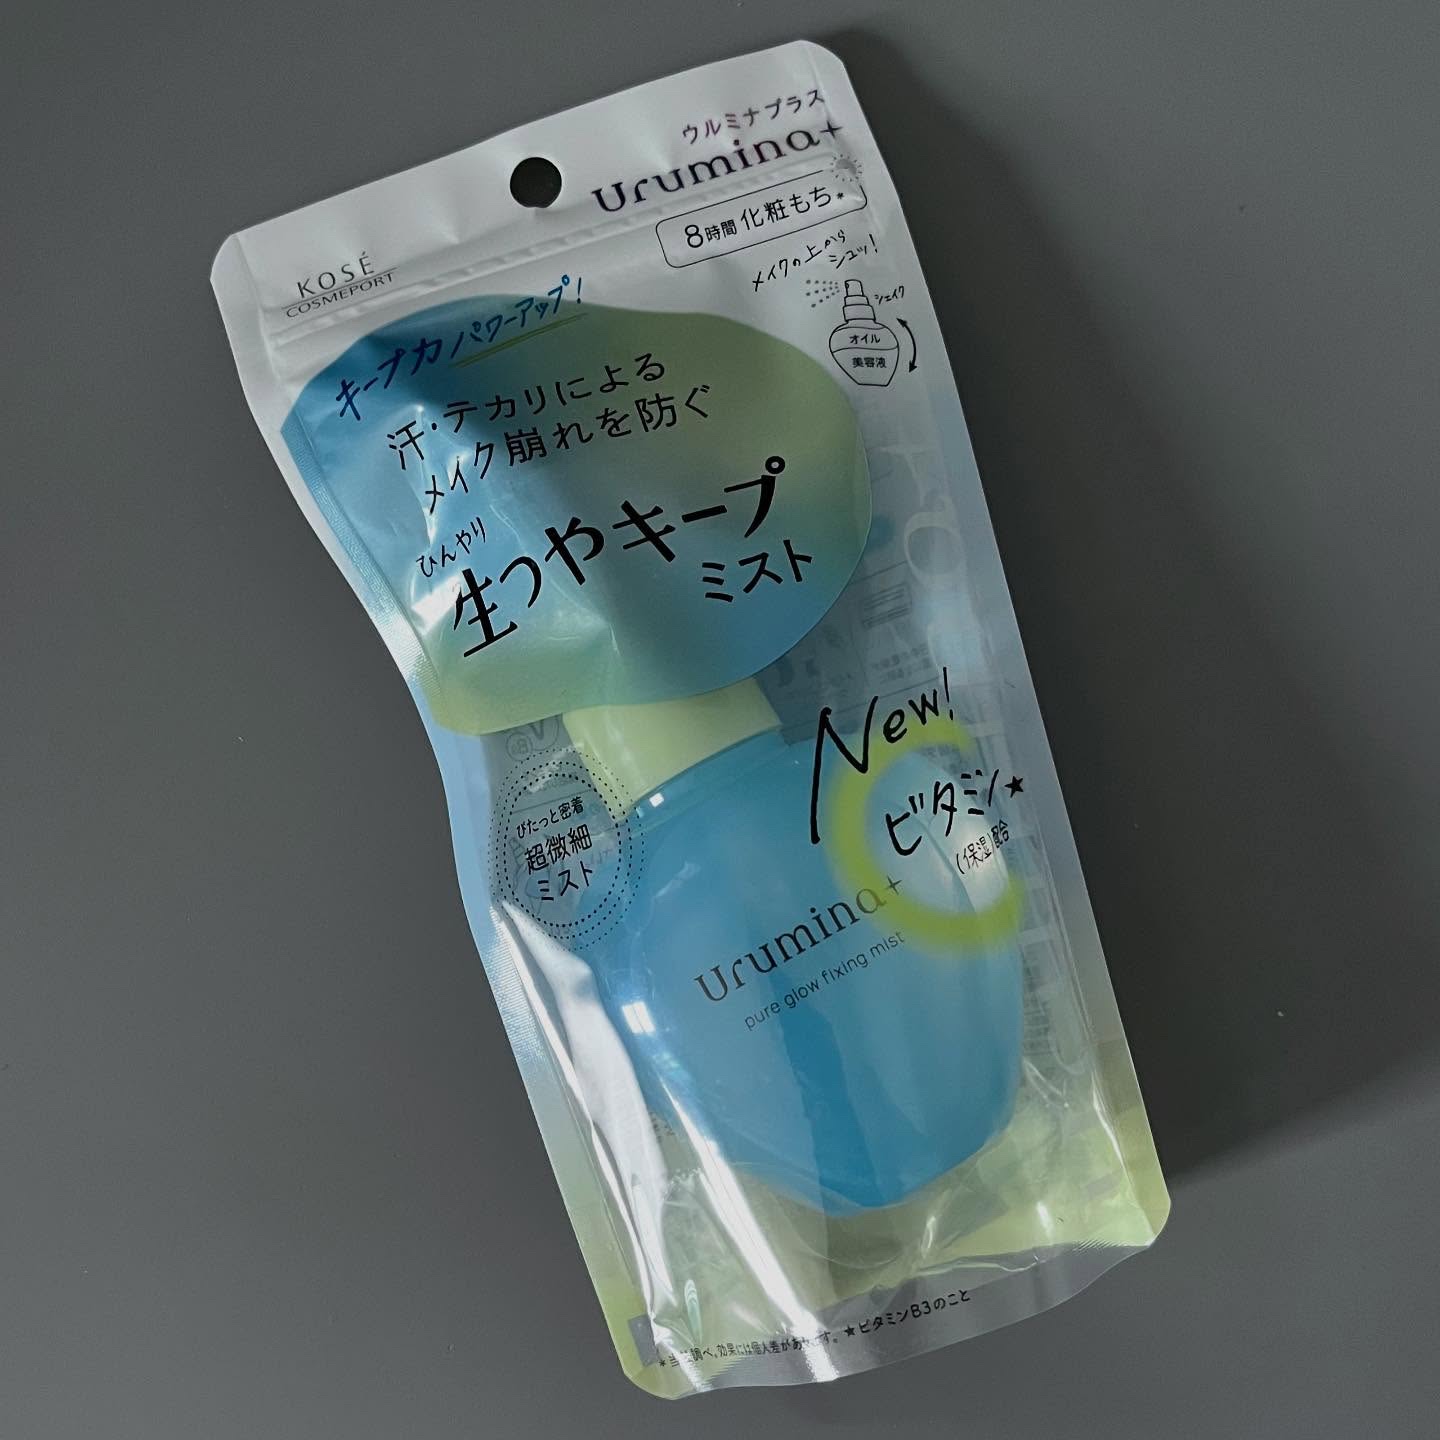 ウルミナプラス
Urumina+
8時間 化粧もち*
メイクの上から
シュッ!
シェイク
オイル
美容液
KOSÉ
COSMEPORT
キープ力パワーアップ!
汗・テカリによる
メイク崩れを防ぐ
ひんやり
生つやキープ
ミスト
New!
ビタミン★
(保湿)配合
ぴたっと密着
超微細
ミスト
Urumina+
pure glow fixing mist
調べ。効果には個人差があります。★ビタミンB3のこと